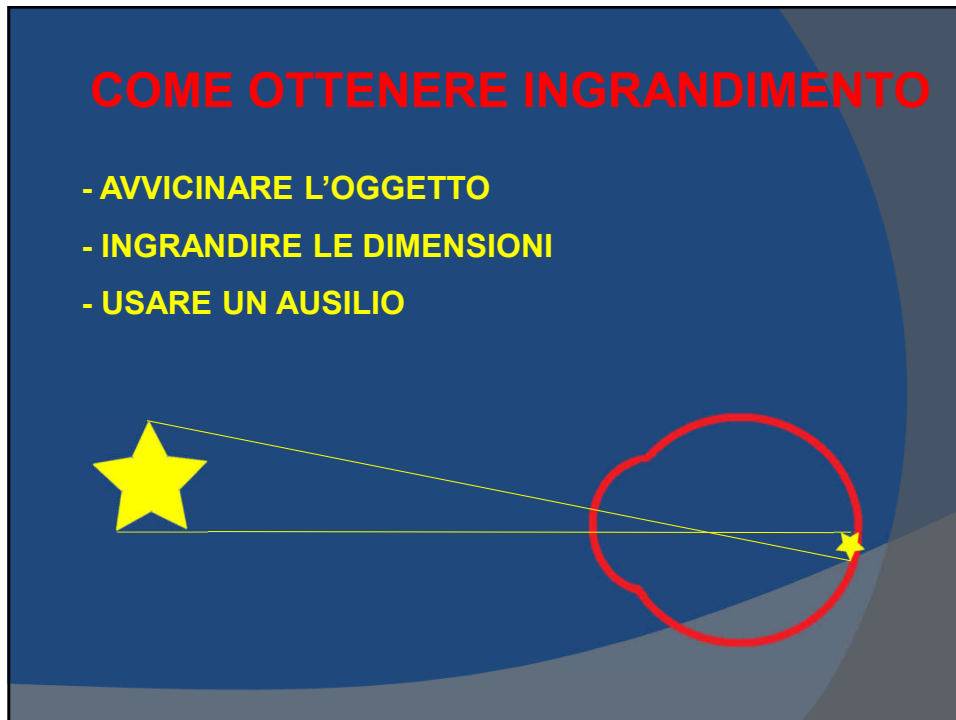 COME OTTENERE INGRANDIMENTO
- AVVICINARE L’OGGETTO
- INGRANDIRE LE DIMENSIONI
- USARE UN AUSILIO